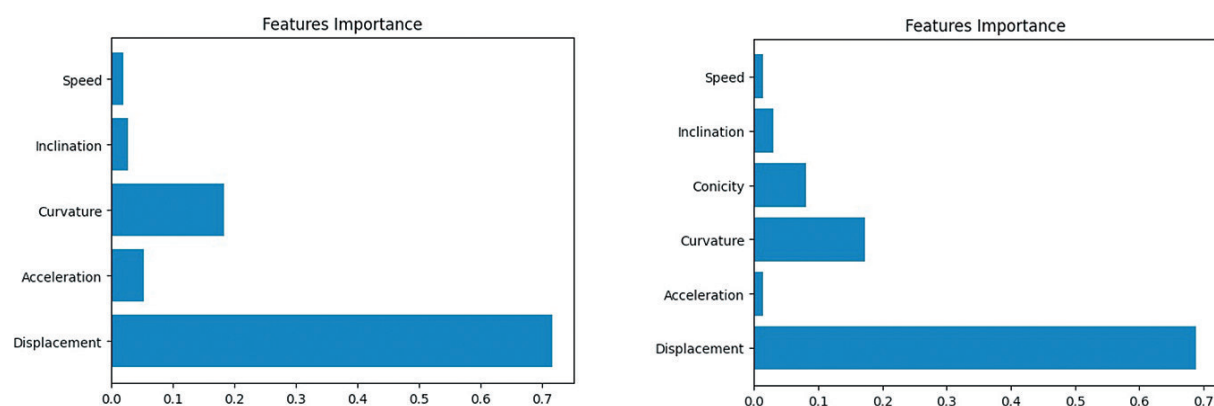 Features Importance
Speed
Inclination
Curvature
Acceleration
Displacement
0.0 0.1 0.2 0.3 0.4 0.5 0.6 0.7
Features Importance
Speed
Inclination
Conicity
Curvature
Acceleration
Displacement
0.0 0.1 0.2 0.3 0.4 0.5 0.6 0.7